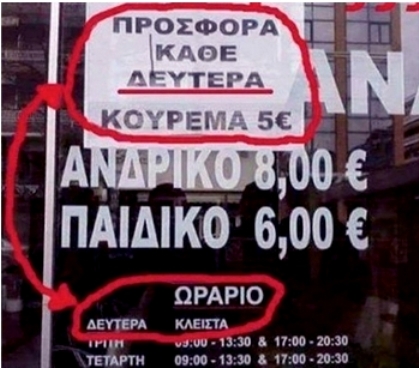 ΠΡΟΣΦΟΡΑ
ΚΑΘΕ
ΔΕΥΤΕΡΑ
ΚΟΥΡΕΜΑ 5€
ΑΝΔΡΙΚΟ 8,00 €
ΠΑΙΔΙΚΟ 6,00 €
ΩΡΑΡΙΟ
ΔΕΥΤΕΡΑ ΚΛΕΙΣΤΑ
ΤΡΙΤΗ 09:00 - 13:30 & 17:00 - 20:30
ΤΕΤΑΡΤΗ 09:00 - 13:30 & 17:00 - 20:30